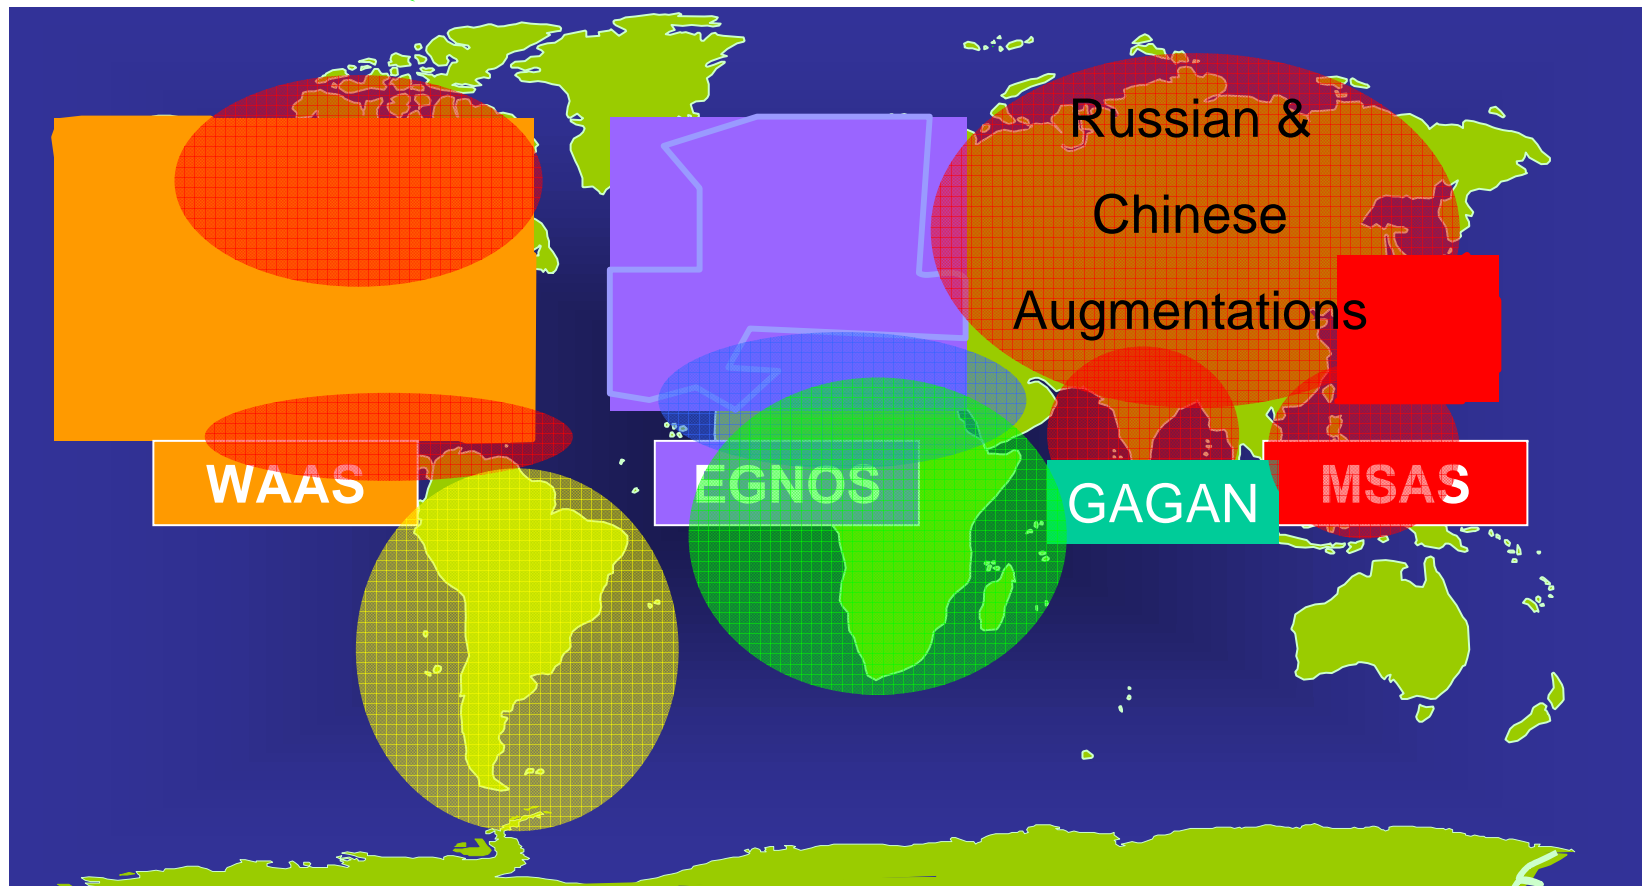 Russian &
Chinese
Augmentations
WAAS
EGNOS
GAGAN
MSAS